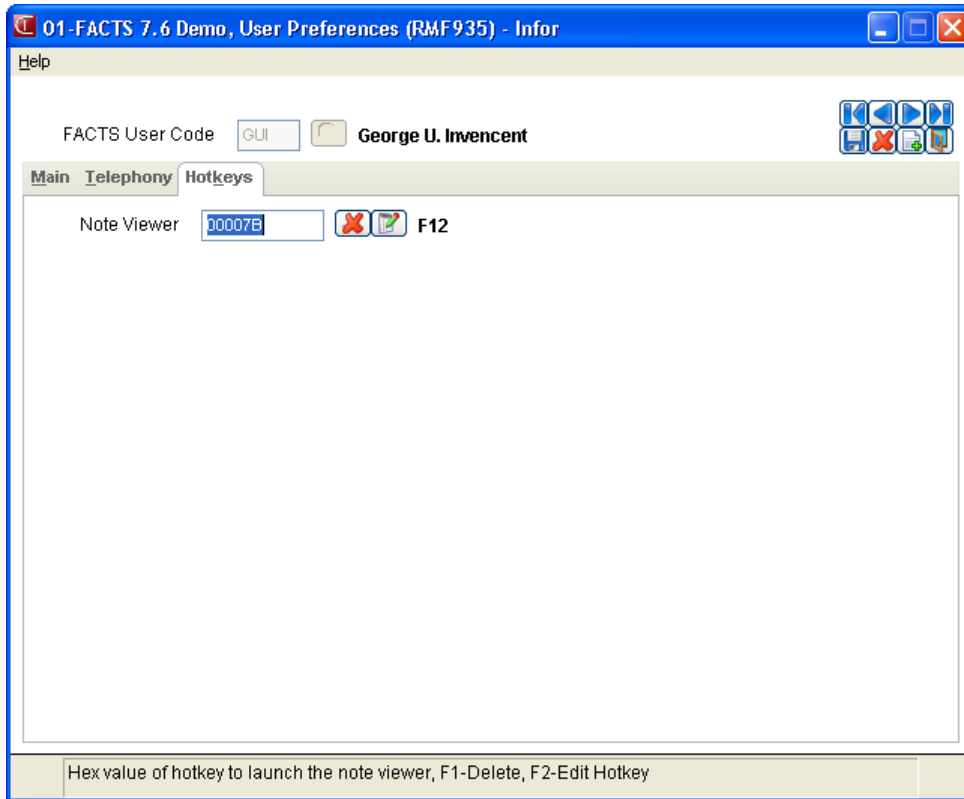 01-FACTS 7.6 Demo, User Preferences (RMF935) - Infor
Help
FACTS User Code GUI George U. Invencent
Main Telephony Hotkeys
Note Viewer 00007B F12
Hex value of hotkey to launch the note viewer, F1-Delete, F2-Edit Hotkey